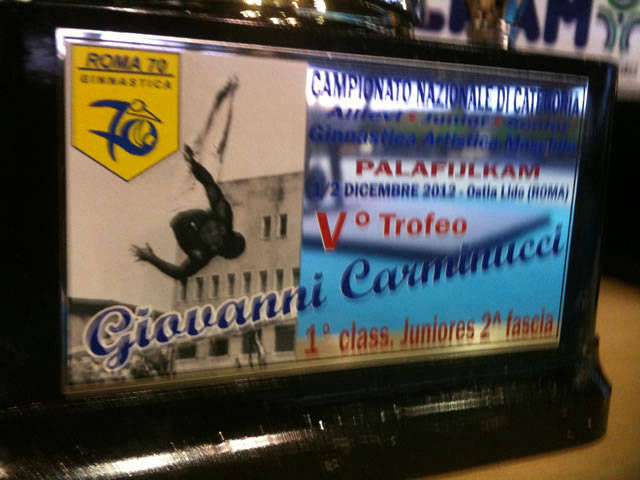 ROMA 70
GINNASTICA
70
CAMPIONATO NAZIONALE DI CATEGORIA
Allievi • Junior • Senior
Ginnastica Artistica Maschile
PALAFIJLKAM
1/2 DICEMBRE 2012 - Ostia Lido (ROMA)
V° Trofeo
Giovanni Carminucci
1° class. Juniores 2^ fascia